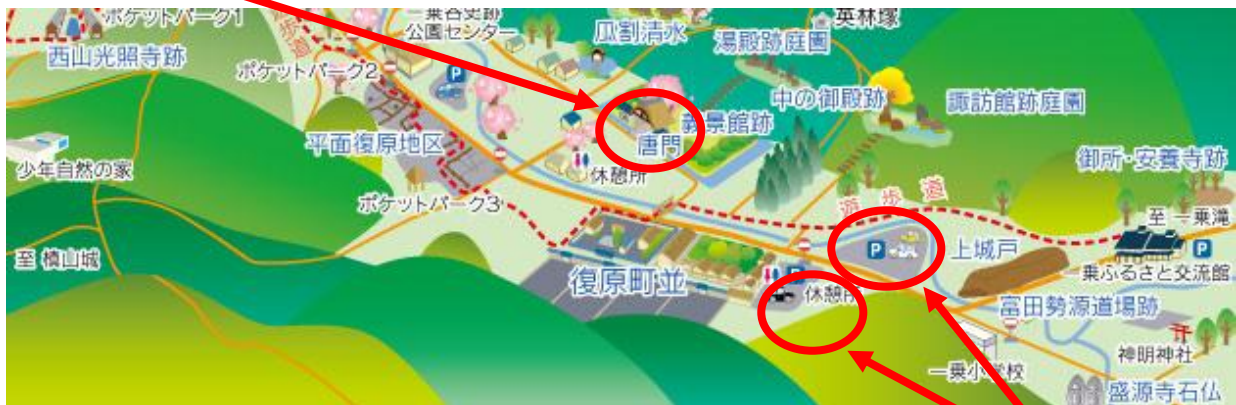 ポケットパーク1
西山光照寺跡
遊歩道
ポケットパーク2
一乗谷史跡
公園センター
瓜割清水
湯殿跡庭園
英林塚
中の御殿跡
諏訪館跡庭園
義景館跡
唐門
平面復原地区
休憩所
少年自然の家
ポケットパーク3
御所・安養寺跡
遊歩道
至 一乗滝
P
P
P
P
至 槙山城
復原町並
休憩所
上城戸
一乗ふるさと交流館
富田勢源道場跡
一乗小学校
神明神社
盛源寺石仏